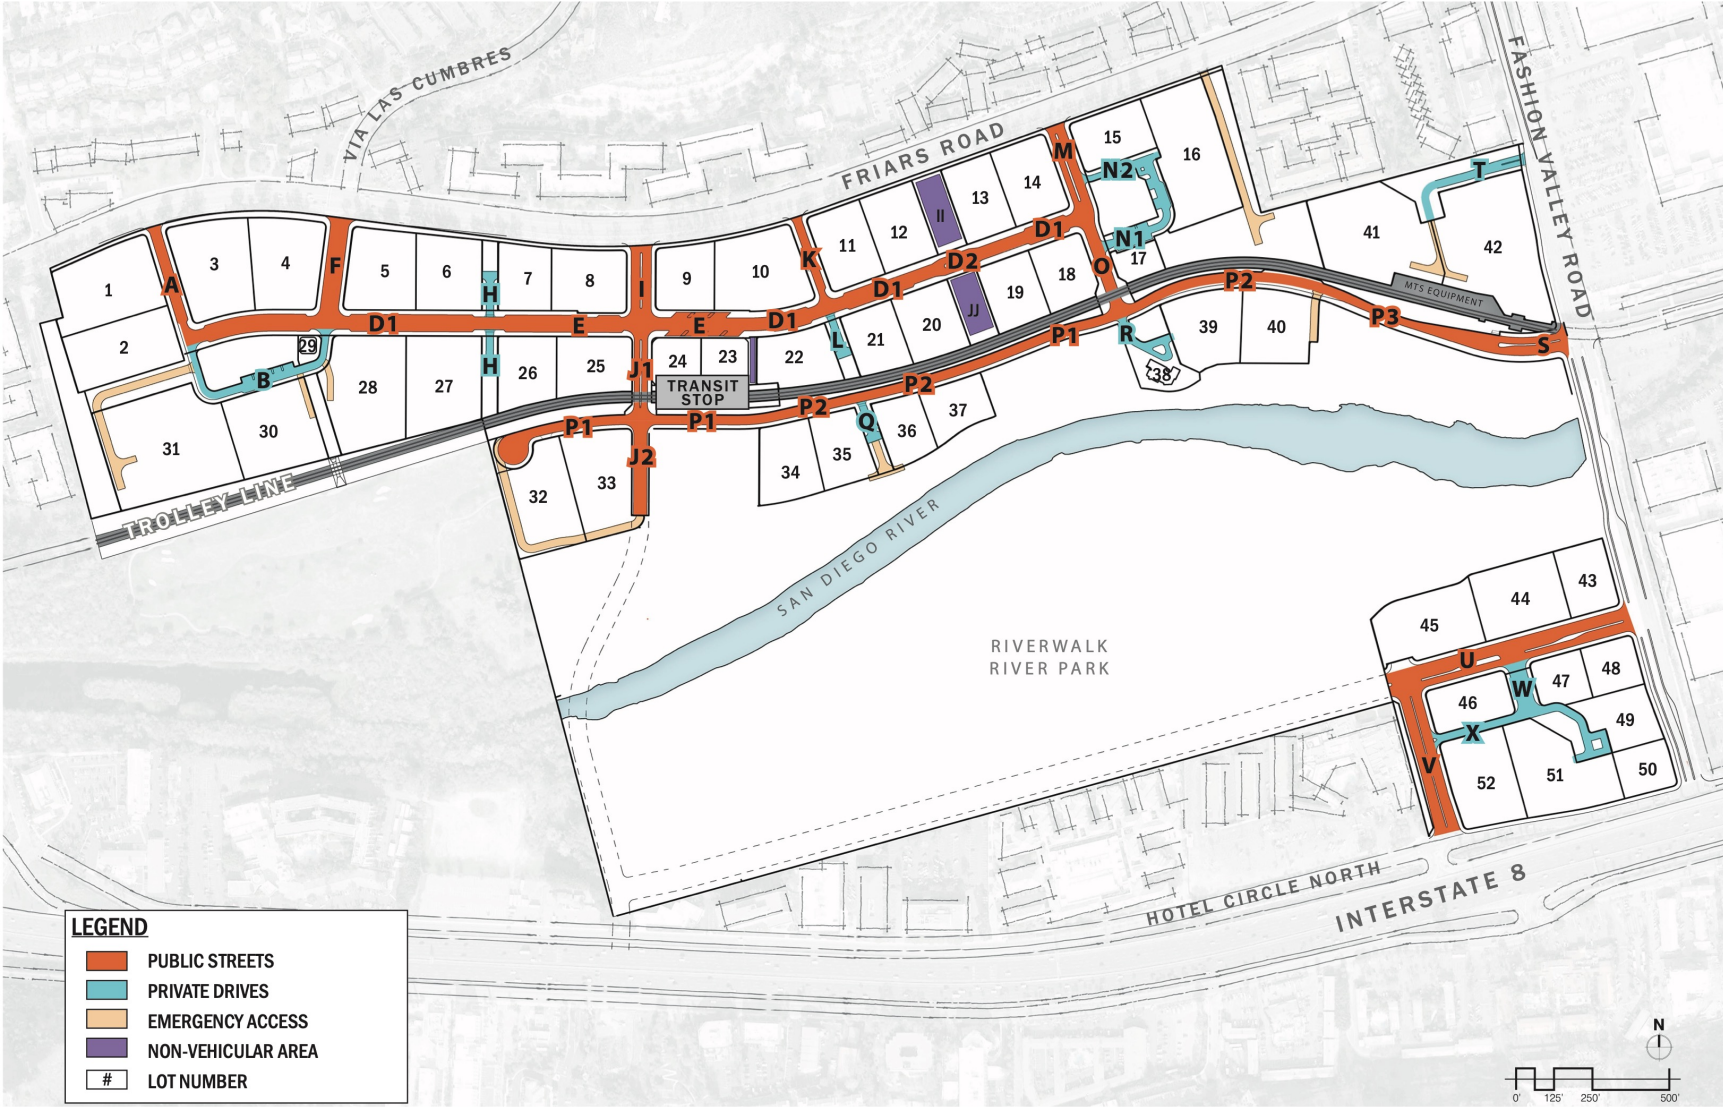 VIA LAS CUMBRES
FRIARS ROAD
FASHION VALLEY ROAD
1
2
3
4
5
6
7
8
9
10
11
12
II
13
14
15
16
17
18
19
JJ
20
21
22
23
24
25
26
27
28
29
30
31
32
33
34
35
36
37
38
39
40
41
42
43
44
45
46
47
48
49
50
51
52
A
F
D1
H
H
E
I
E
D1
K
D1
D2
D1
M
N2
N1
O
T
B
J1
L
P1
P1
P2
P2
P1
P2
P3
S
R
Q
J2
U
W
X
V
TRANSIT
STOP
MTS EQUIPMENT
TROLLEY LINE
SAN DIEGO RIVER
RIVERWALK
RIVER PARK
HOTEL CIRCLE NORTH
INTERSTATE 8
LEGEND
PUBLIC STREETS
PRIVATE DRIVES
EMERGENCY ACCESS
NON-VEHICULAR AREA
# LOT NUMBER
N
0' 125' 250' 500'